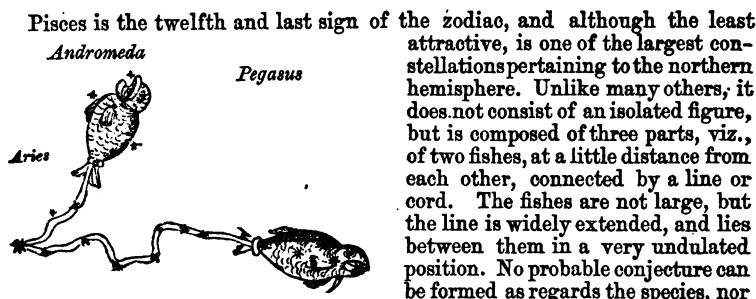 Pisces is the twelfth and last sign of the zodiac, and although the least
Andromeda
Pegasus
Aries
attractive, is one of the largest con-
stellations pertaining to the northern
hemisphere. Unlike many others, it
does not consist of an isolated figure,
but is composed of three parts, viz.,
of two fishes, at a little distance from
each other, connected by a line or
cord. The fishes are not large, but
the line is widely extended, and lies
between them in a very undulated
position. No probable conjecture can
be formed as regards the species, nor